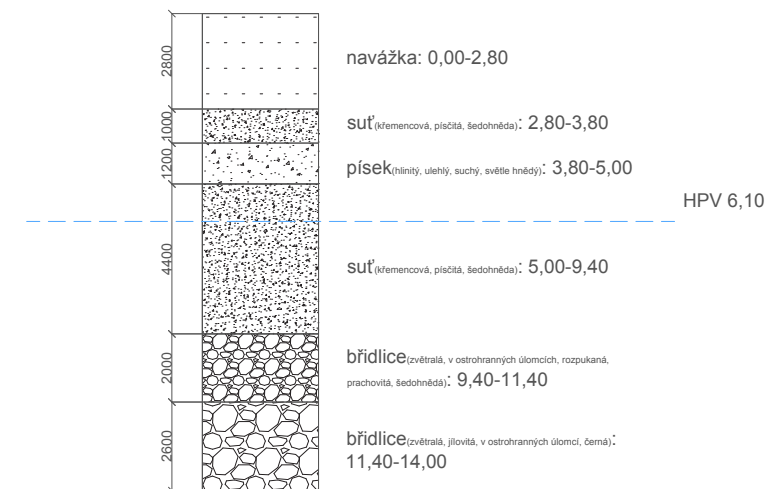 2800
navážka: 0,00-2,80
1000
suť(křemencová, písčitá, šedohnědá): 2,80-3,80
1200
písek(hlinitý, ulehlý, suchý, světle hnědý): 3,80-5,00
HPV 6,10
4400
suť(křemencová, písčitá, šedohnědá): 5,00-9,40
2000
břidlice(zvětralá, v ostrohranných úlomcích, rozpukaná,
prachovitá, šedohnědá): 9,40-11,40
2600
břidlice(zvětralá, jílovitá, v ostrohranných úlomcí, černá):
11,40-14,00